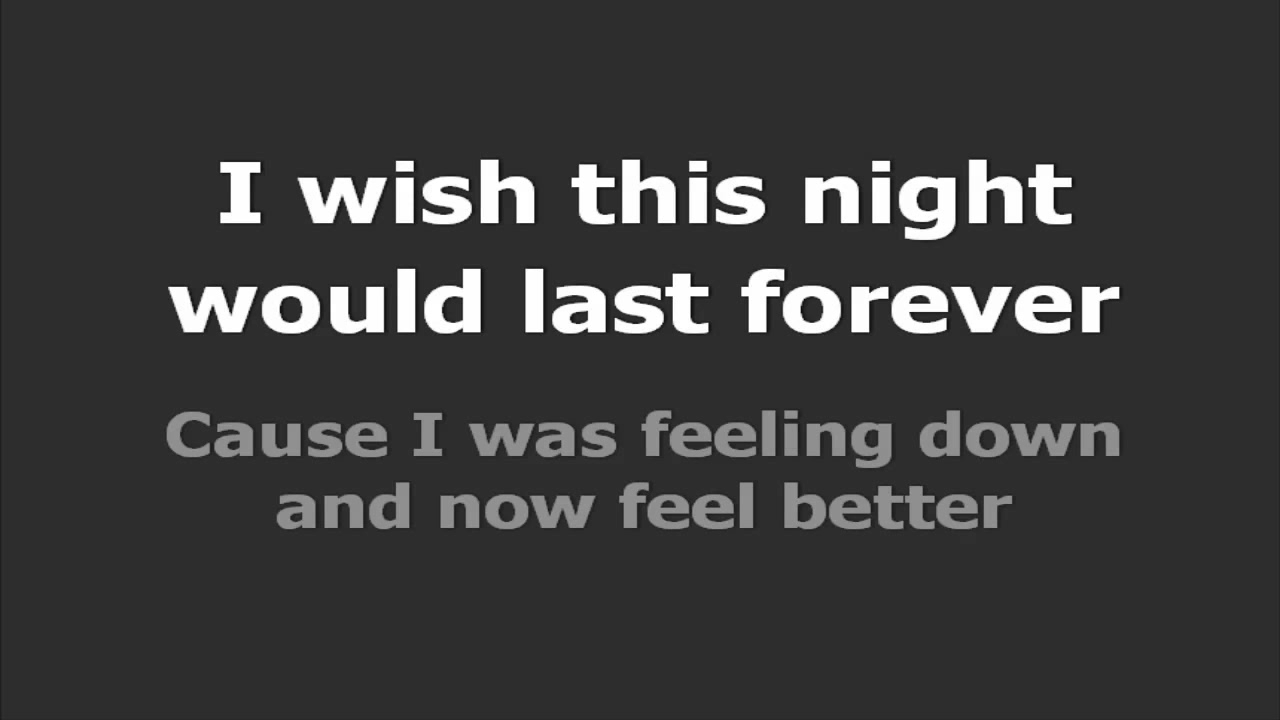 I wish this night
would last forever
Cause I was feeling down
and now feel better